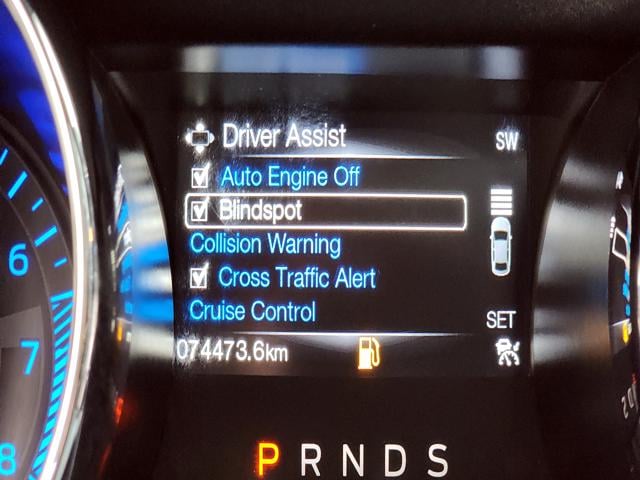 Driver Assist
SW
Auto Engine Off
Blindspot
Collision Warning
Cross Traffic Alert
Cruise Control
SET
074473.6km
P R N D S
6
7
8